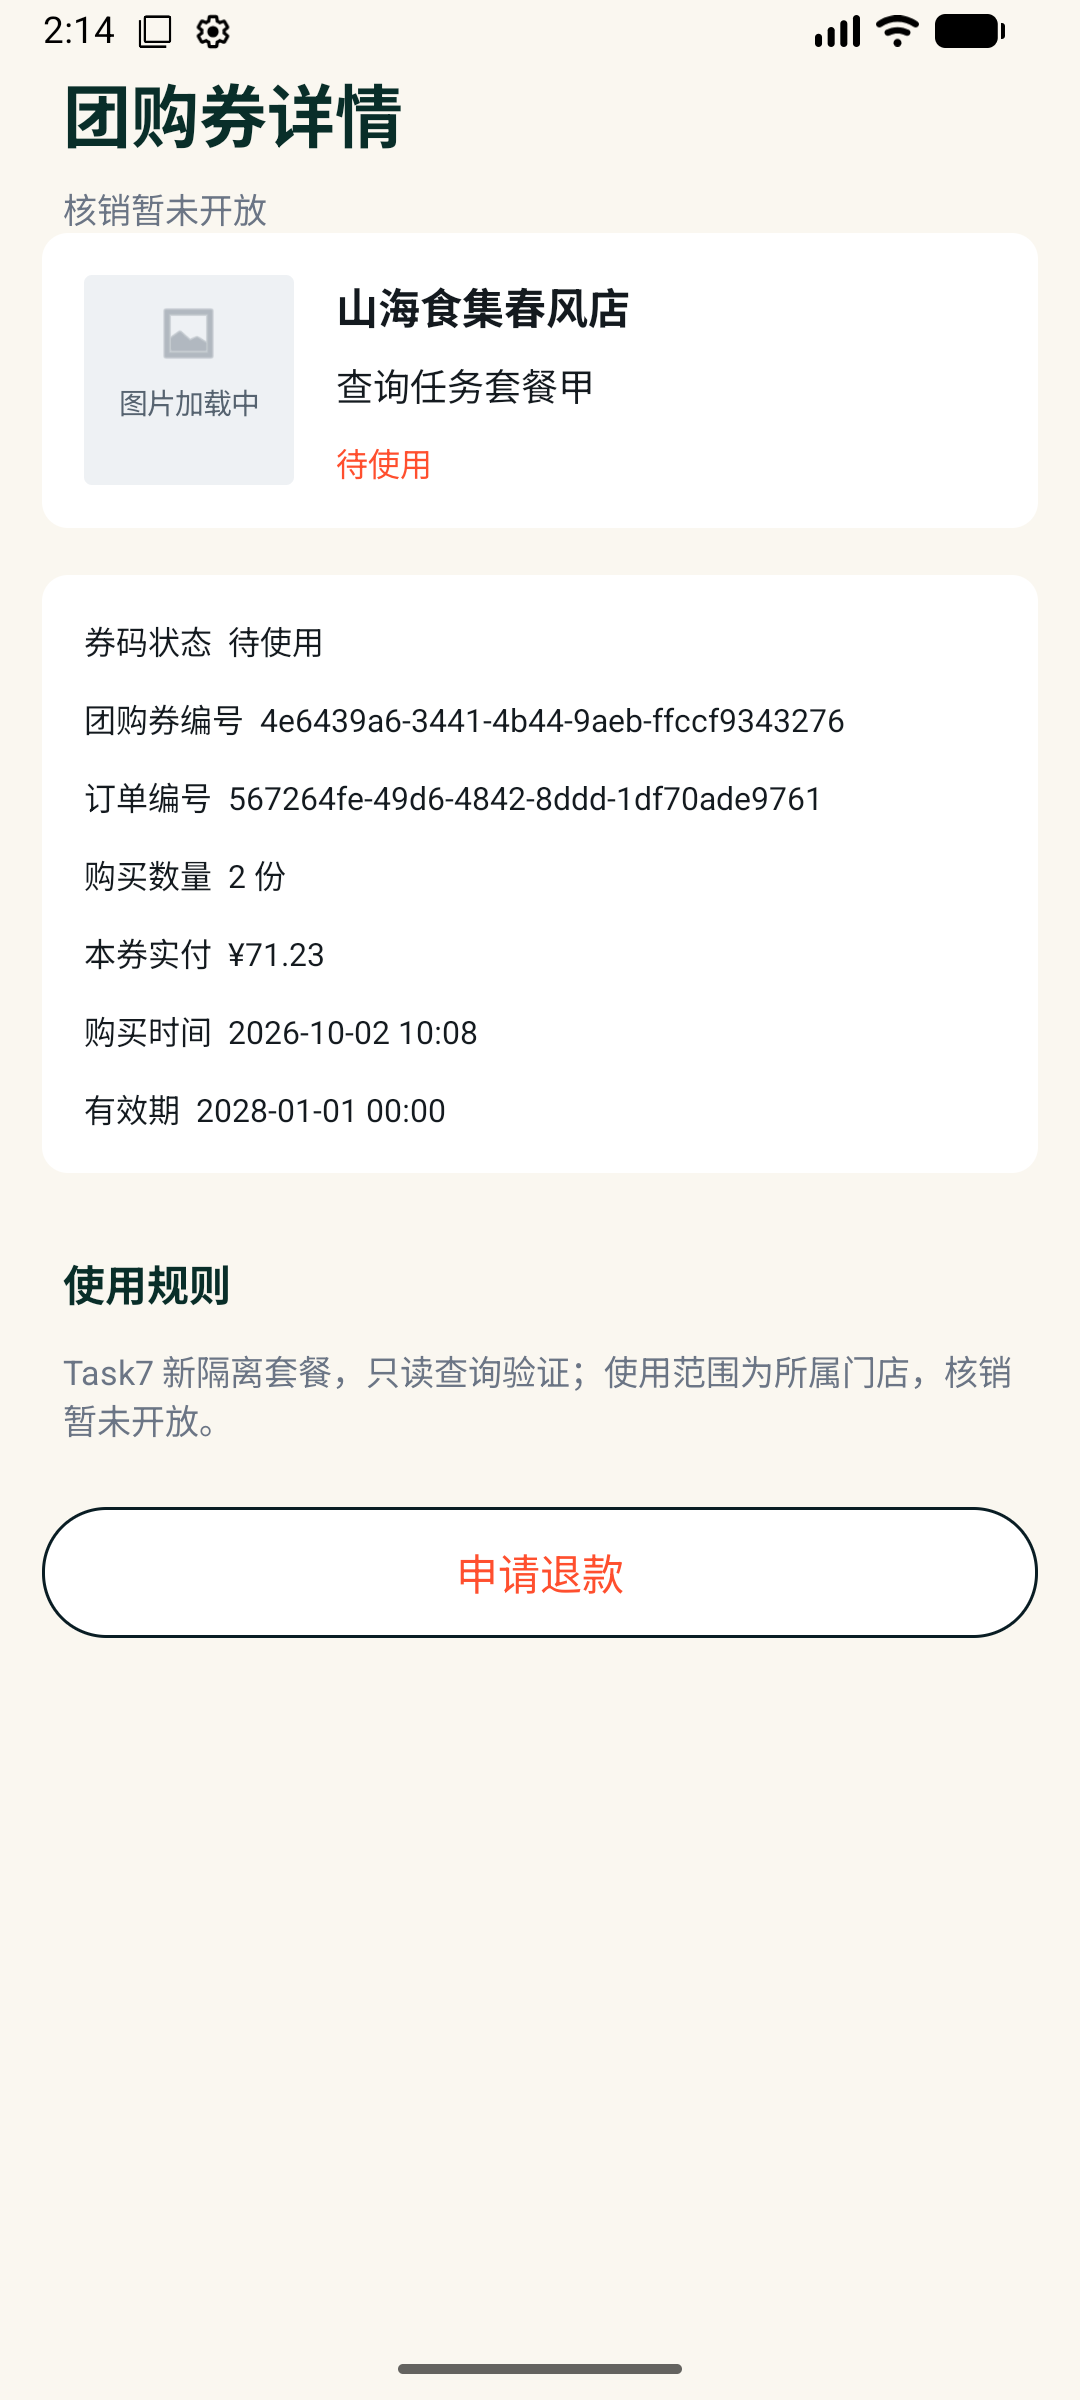 2:14
团购券详情
核销暂未开放
图片加载中
山海食集春风店
查询任务套餐甲
待使用
券码状态 待使用
团购券编号 4e6439a6-3441-4b44-9aeb-ffccf9343276
订单编号 567264fe-49d6-4842-8ddd-1df70ade9761
购买数量 2 份
本券实付 ¥71.23
购买时间 2026-10-02 10:08
有效期 2028-01-01 00:00
使用规则
Task7 新隔离套餐，只读查询验证；使用范围为所属门店，核销
暂未开放。
申请退款